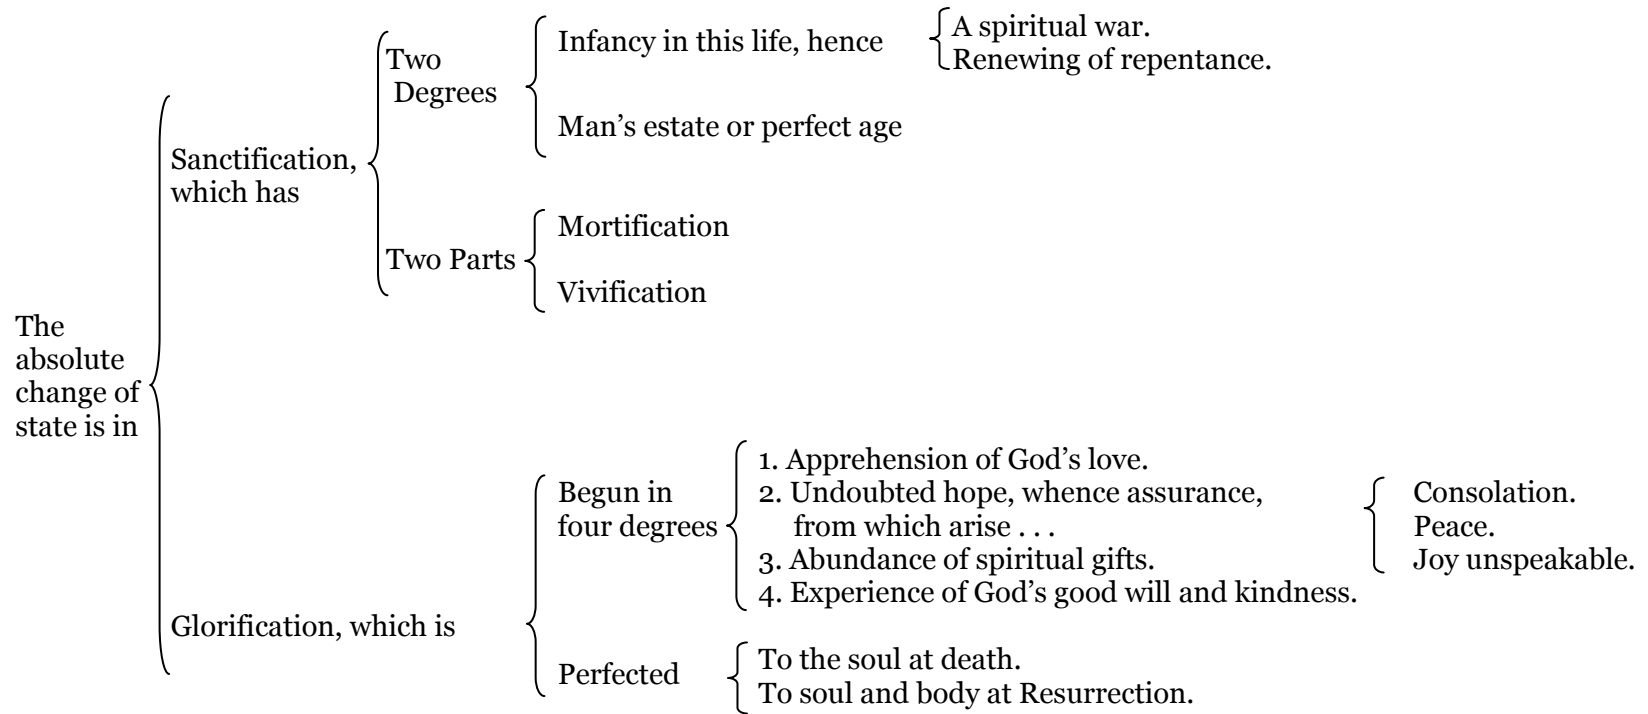 The
absolute
change of
state is in
Sanctification,
which has
Two
Degrees
Infancy in this life, hence
A spiritual war.
Renewing of repentance.
Man’s estate or perfect age
Two Parts
Mortification
Vivification
Glorification, which is
Begun in
four degrees
1. Apprehension of God’s love.
2. Undoubted hope, whence assurance,
from which arise . . .
Consolation.
Peace.
Joy unspeakable.
3. Abundance of spiritual gifts.
4. Experience of God’s good will and kindness.
Perfected
To the soul at death.
To soul and body at Resurrection.